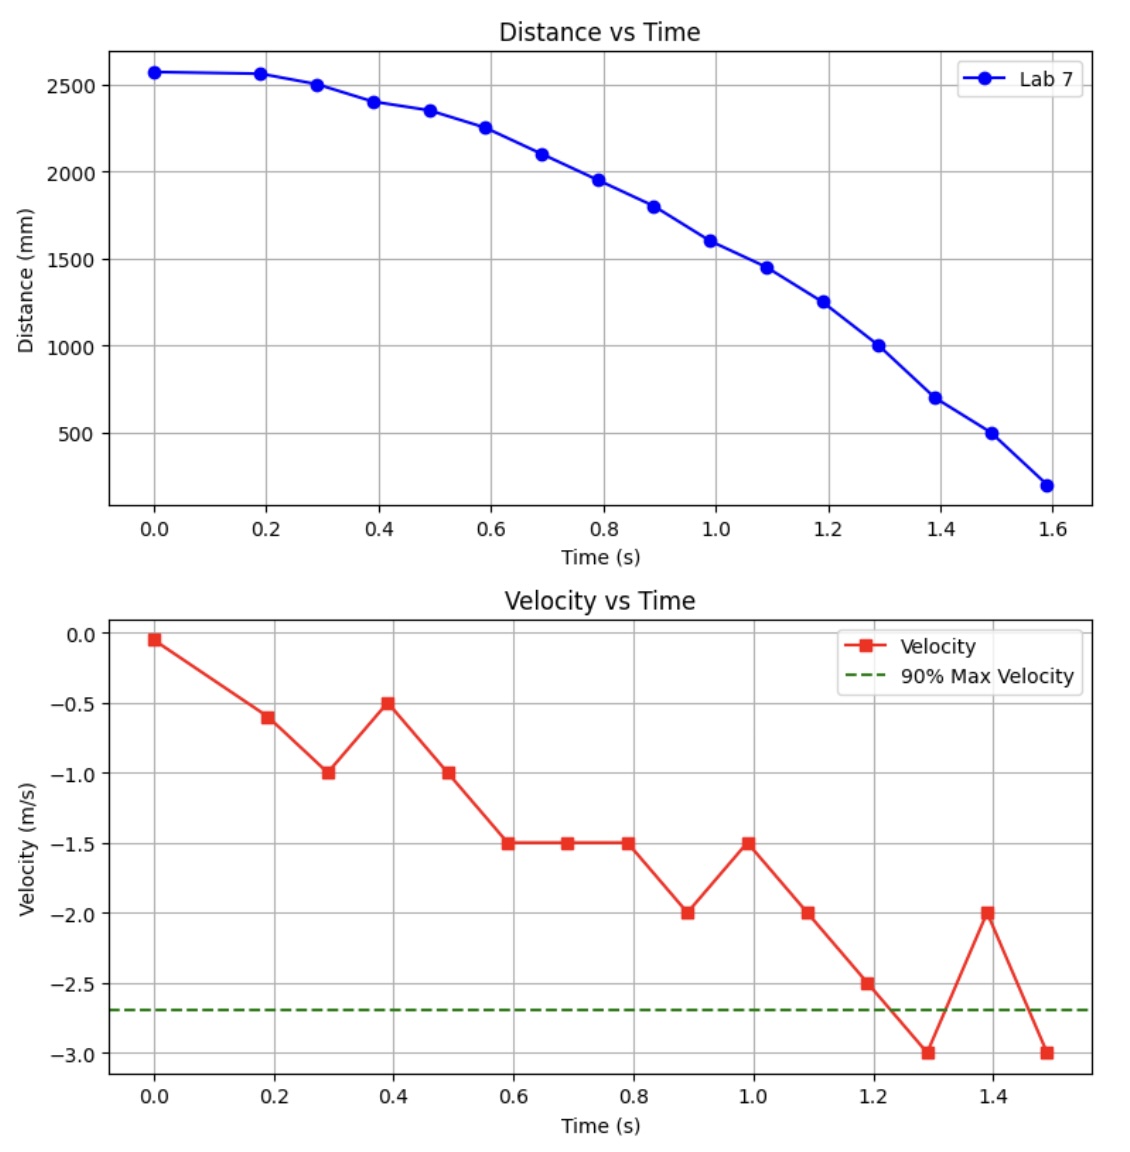 Distance vs Time
Lab 7
2500
2000
1500
1000
500
Distance (mm)
0.0 0.2 0.4 0.6 0.8 1.0 1.2 1.4 1.6
Time (s)
Velocity vs Time
Velocity
90% Max Velocity
0.0
−0.5
−1.0
−1.5
−2.0
−2.5
−3.0
Velocity (m/s)
0.0 0.2 0.4 0.6 0.8 1.0 1.2 1.4
Time (s)